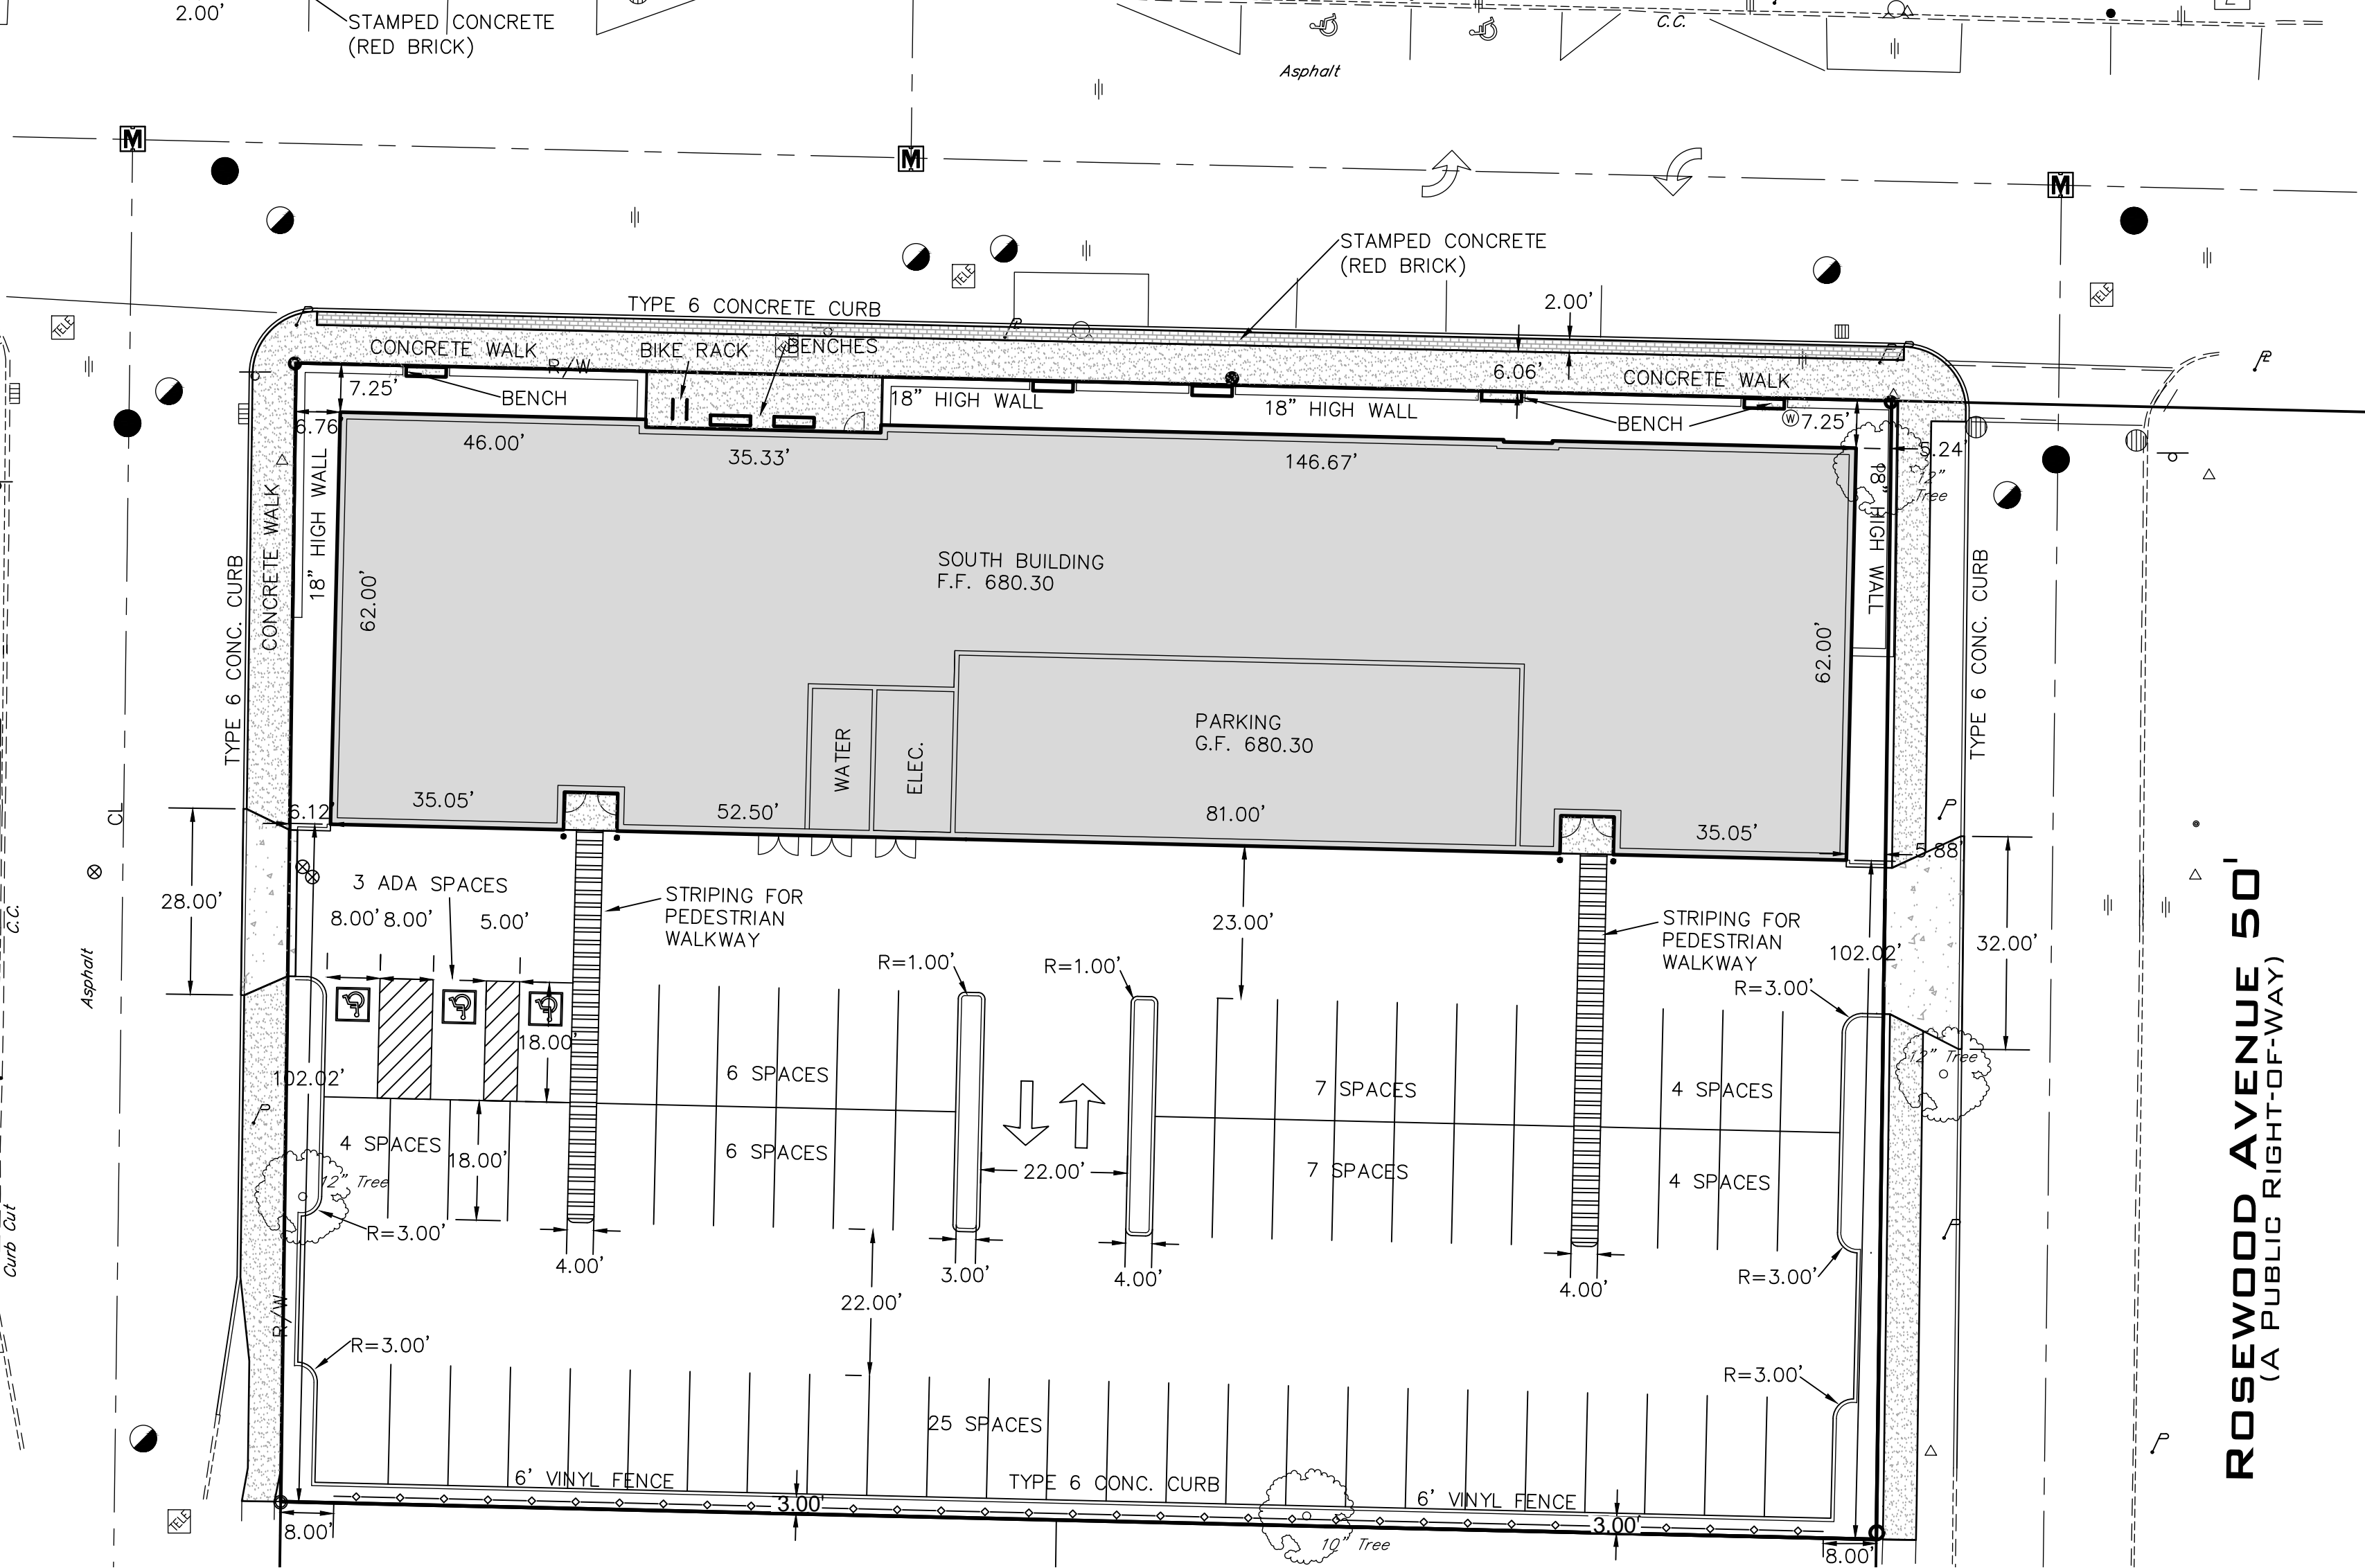 2.00'
STAMPED CONCRETE
(RED BRICK)
C.C.
Asphalt
M
M
M
STAMPED CONCRETE
(RED BRICK)
TELE
TELE
TELE
TYPE 6 CONCRETE CURB
2.00'
CONCRETE WALK
R/W
BIKE RACK
BENCHES
6.06'
CONCRETE WALK
7.25'
BENCH
18" HIGH WALL
18" HIGH WALL
BENCH
W
7.25'
6.76'
46.00'
35.33'
146.67'
5.24'
12"
Tree
18" HIGH WALL
CONCRETE WALK
TYPE 6 CONC. CURB
62.00'
SOUTH BUILDING
F.F. 680.30
62.00'
18" HIGH WALL
TYPE 6 CONC. CURB
PARKING
G.F. 680.30
WATER
ELEC.
CL
6.12'
35.05'
52.50'
81.00'
35.05'
5.88'
28.00'
3 ADA SPACES
8.00'
8.00'
5.00'
STRIPING FOR
PEDESTRIAN
WALKWAY
23.00'
STRIPING FOR
PEDESTRIAN
WALKWAY
102.02'
32.00'
C.C.
Asphalt
R=1.00'
R=1.00'
R=3.00'
18.00'
102.02'
6 SPACES
7 SPACES
4 SPACES
12" Tree
4 SPACES
18.00'
6 SPACES
22.00'
7 SPACES
4 SPACES
12" Tree
R=3.00'
4.00'
3.00'
4.00'
4.00'
R=3.00'
Curb Cut
R/W
22.00'
R=3.00'
R=3.00'
25 SPACES
6' VINYL FENCE
TYPE 6 CONC. CURB
6' VINYL FENCE
3.00'
3.00'
TELE
8.00'
10" Tree
8.00'
ROSEWOOD AVENUE 50'
(A PUBLIC RIGHT-OF-WAY)